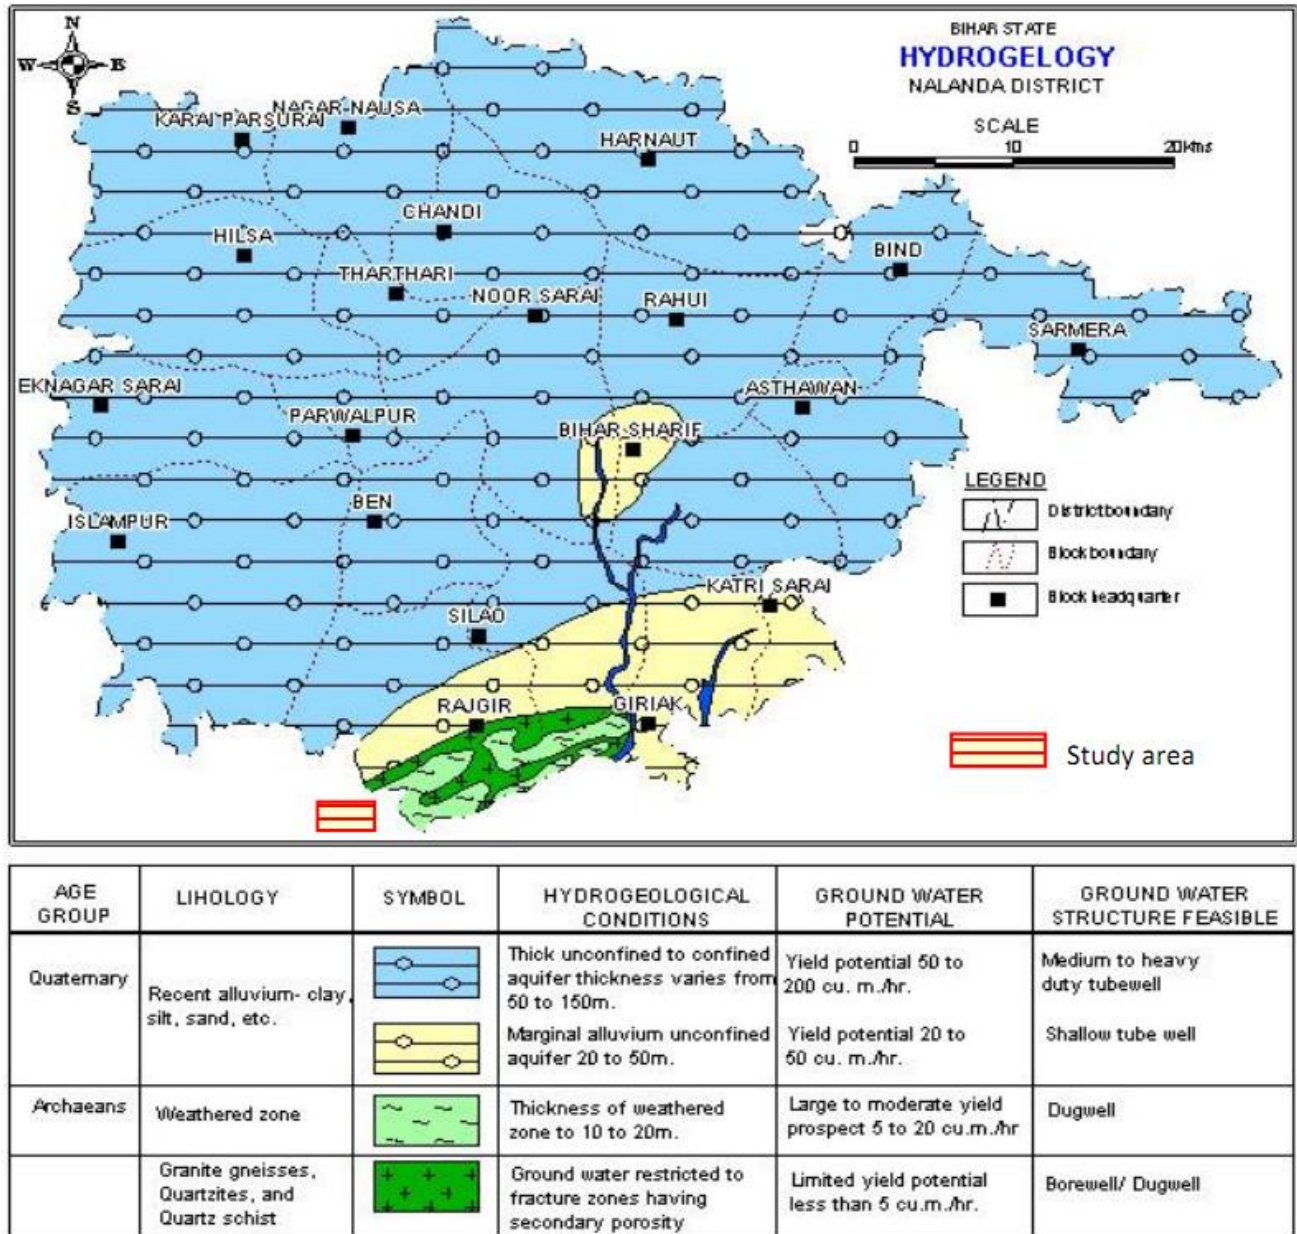 N
W E
S
BIHAR STATE
HYDROGELOGY
NALANDA DISTRICT
SCALE
0 10 20 kms
NAGAR NAUSA
KARAI PARSURAI
HARNAUT
CHANDI
HILSA
BIND
THARTHARI
NOOR SARAI
RAHUI
SARMERA
EKNAGAR SARAI
ASTHAWAN
PARWALPUR
BIHAR SHARIF
LEGEND
BEN
District boundary
ISLAMPUR
Block boundary
KATRI SARAI
Block headquarter
SILAO
RAJGIR
GIRIAK
Study area
AGE GROUP
LIHOLOGY
SYMBOL
HYDROGEOLOGICAL
CONDITIONS
GROUND WATER
POTENTIAL
GROUND WATER
STRUCTURE FEASIBLE
Quaternary
Recent alluvium- clay,
silt, sand, etc.
Thick unconfined to confined
aquifer thickness varies from
50 to 150m.
Yield potential 50 to
200 cu. m./hr.
Medium to heavy
duty tubewell
Marginal alluvium unconfined
aquifer 20 to 50m.
Yield potential 20 to
50 cu. m./hr.
Shallow tube well
Archaeans
Weathered zone
Thickness of weathered
zone to 10 to 20m.
Large to moderate yield
prospect 5 to 20 cu.m./hr
Dugwell
Granite gneisses,
Quartzites, and
Quartz schist
Ground water restricted to
fracture zones having
secondary porosity
Limited yield potential
less than 5 cu.m./hr.
Borewell/ Dugwell